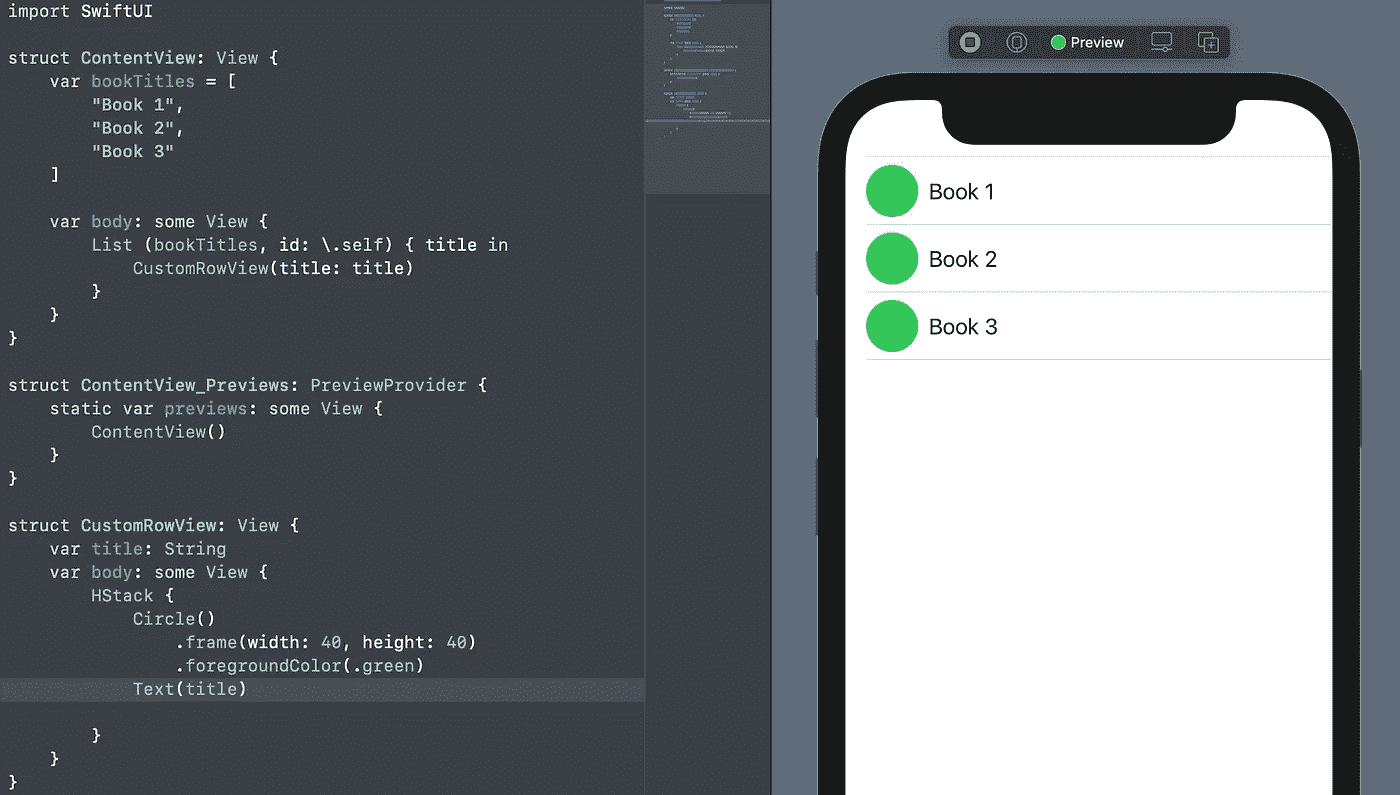 import SwiftUI
struct ContentView: View {
    var bookTitles = [
        "Book 1",
        "Book 2",
        "Book 3"
    ]
    var body: some View {
        List (bookTitles, id: \.self) { title in
            CustomRowView(title: title)
        }
    }
}
struct ContentView_Previews: PreviewProvider {
    static var previews: some View {
        ContentView()
    }
}
struct CustomRowView: View {
    var title: String
    var body: some View {
        HStack {
            Circle()
                .frame(width: 40, height: 40)
                .foregroundColor(.green)
            Text(title)
        }
    }
}
Preview
Book 1
Book 2
Book 3